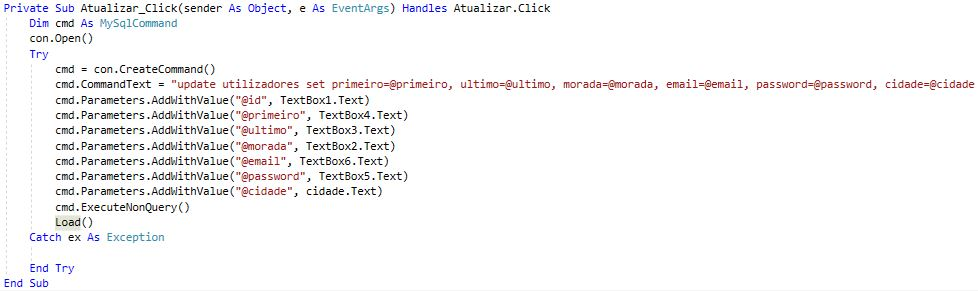 Private Sub Atualizar_Click(sender As Object, e As EventArgs) Handles Atualizar.Click
Dim cmd As MySqlCommand
con.Open()
Try
cmd = con.CreateCommand()
cmd.CommandText = "update utilizadores set primeiro=@primeiro, ultimo=@ultimo, morada=@morada, email=@email, password=@password, cidade=@cidade
cmd.Parameters.AddWithValue("@id", TextBox1.Text)
cmd.Parameters.AddWithValue("@primeiro", TextBox4.Text)
cmd.Parameters.AddWithValue("@ultimo", TextBox3.Text)
cmd.Parameters.AddWithValue("@morada", TextBox2.Text)
cmd.Parameters.AddWithValue("@email", TextBox6.Text)
cmd.Parameters.AddWithValue("@password", TextBox5.Text)
cmd.Parameters.AddWithValue("@cidade", cidade.Text)
cmd.ExecuteNonQuery()
Load()
Catch ex As Exception
End Try
End Sub